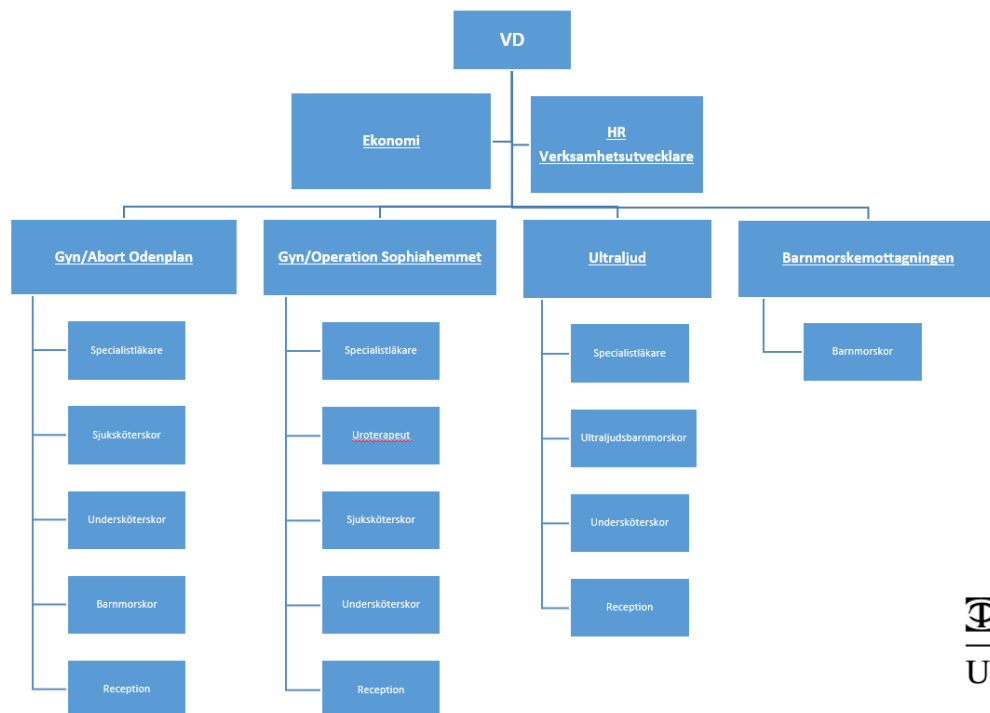 VD
Ekonomi
HR
Verksamhetsutvecklare
Gyn/Abort Odenplan
Gyn/Operation Sophiahemmet
Ultraljud
Barnmorskemottagningen
Specialistläkare
Specialistläkare
Specialistläkare
Barnmorskor
Sjuksköterskor
Uroterapeut
Ultraljudsbarnmorskor
Undersköterskor
Sjuksköterskor
Undersköterskor
Barnmorskor
Undersköterskor
Reception
Reception
Reception
U